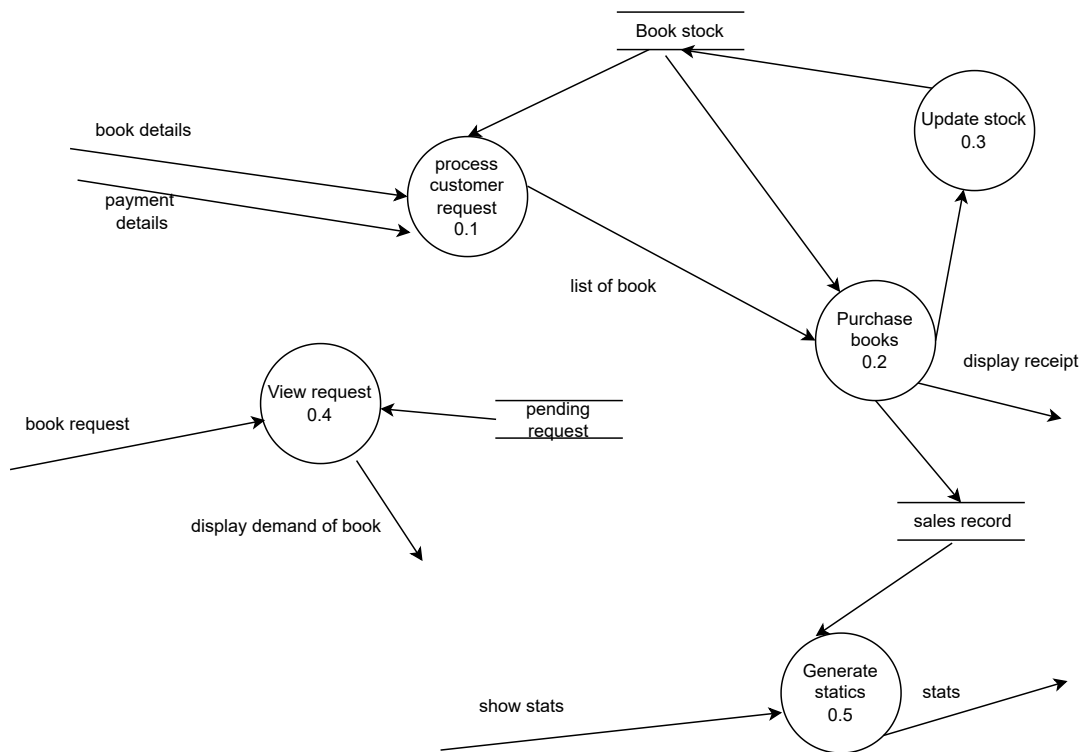 Book stock
Update stock
0.3
book details
process
customer
request
0.1
payment
details
list of book
Purchase
books
0.2
display receipt
View request
0.4
pending
request
book request
display demand of book
sales record
Generate
statics
0.5
show stats
stats